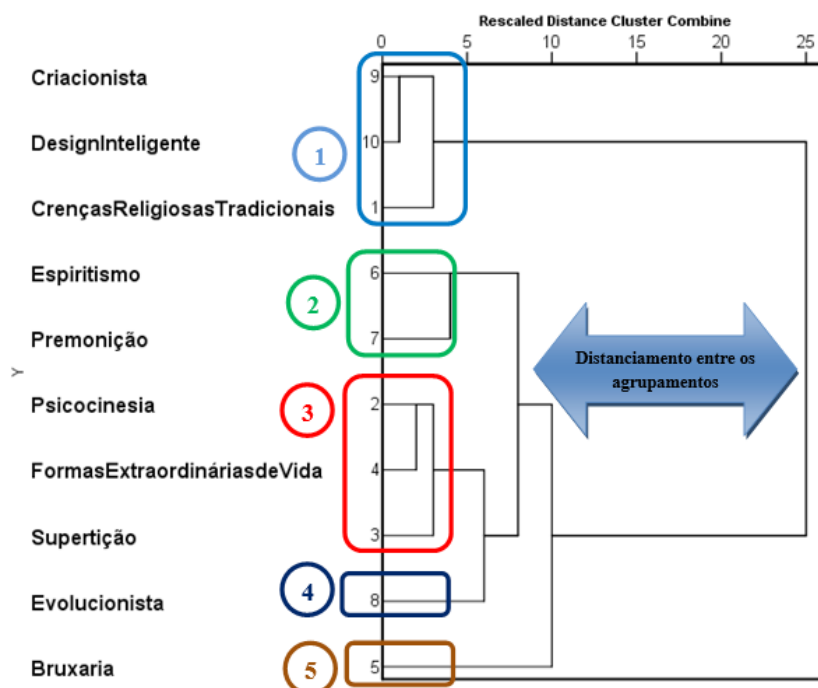 Rescaled Distance Cluster Combine
0 5 10 15 20 25
Criacionista 9
DesignInteligente 10
1
CrençasReligiosasTradicionais 1
Espiritismo 6
2
Premonição 7
Y
Distanciamento entre os
agrupamentos
Psicocinesia 2
3
FormasExtraordináriasdeVida 4
Supertição 3
4
Evolucionista 8
5
Bruxaria 5